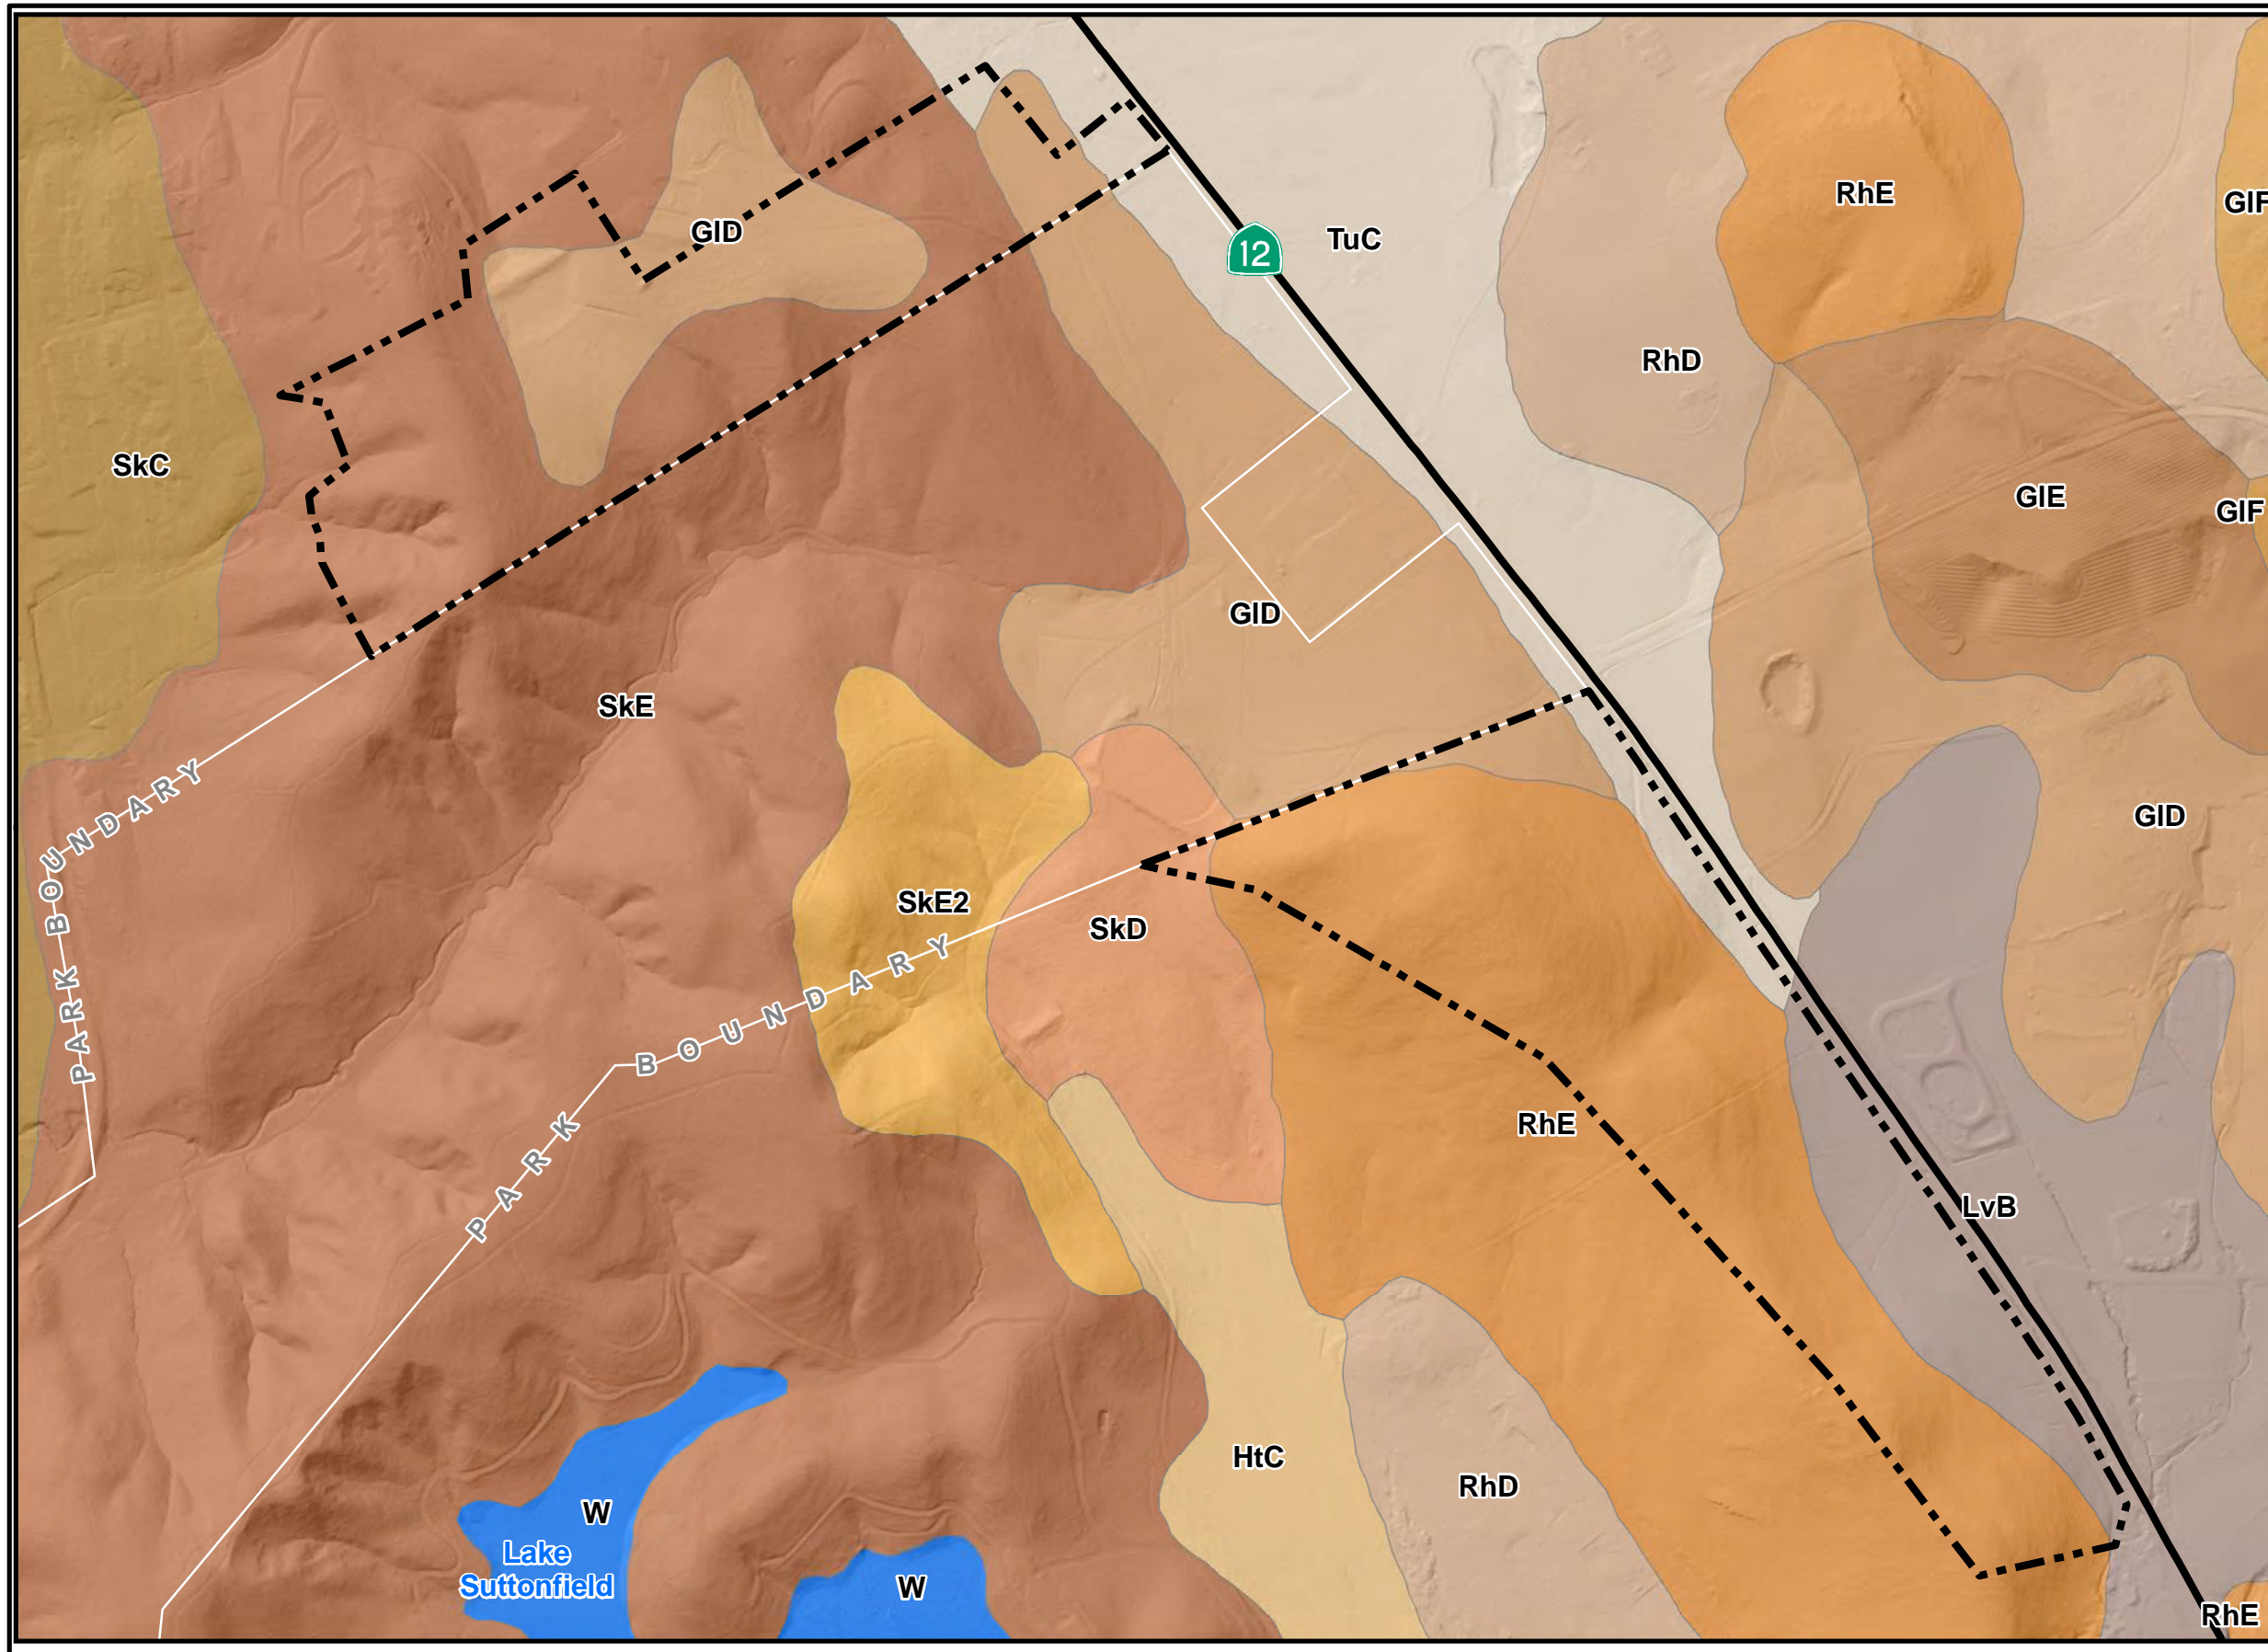 RhE
GlF
GlD
12
TuC
RhD
SkC
GlE
GlF
GlD
SkE
PARK BOUNDARY
GlD
SkE2
SkD
PARK BOUNDARY
RhE
LvB
HtC
RhD
W
Lake
Suttonfield
W
RhE